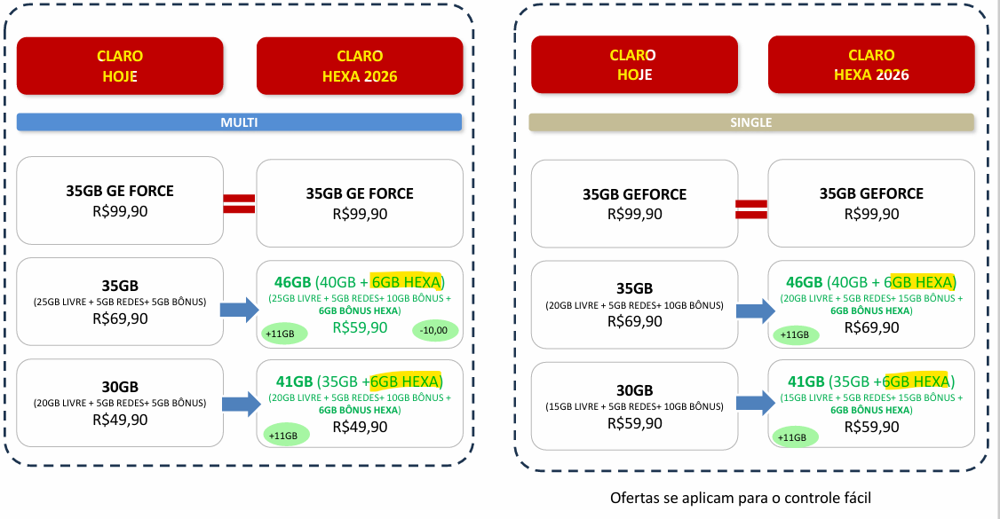 CLARO
HOJE
CLARO
HEXA 2026
MULTI
35GB GE FORCE
R$99,90
35GB GE FORCE
R$99,90
35GB
(25GB LIVRE + 5GB REDES+ 5GB BÔNUS)
R$69,90
46GB (40GB + 6GB HEXA)
(25GB LIVRE + 5GB REDES+ 10GB BÔNUS +
6GB BÔNUS HEXA)
R$59,90
+11GB
-10,00
30GB
(20GB LIVRE + 5GB REDES+ 5GB BÔNUS)
R$49,90
41GB (35GB +6GB HEXA)
(20GB LIVRE + 5GB REDES+ 10GB BÔNUS +
6GB BÔNUS HEXA)
R$49,90
+11GB
CLARO
HOJE
CLARO
HEXA 2026
SINGLE
35GB GEFORCE
R$99,90
35GB GEFORCE
R$99,90
35GB
(20GB LIVRE + 5GB REDES+ 10GB BÔNUS)
R$69,90
46GB (40GB + 6GB HEXA)
(20GB LIVRE + 5GB REDES+ 15GB BÔNUS +
6GB BÔNUS HEXA)
R$69,90
+11GB
30GB
(15GB LIVRE + 5GB REDES+ 10GB BÔNUS)
R$59,90
41GB (35GB +6GB HEXA)
(15GB LIVRE + 5GB REDES+ 15GB BÔNUS +
6GB BÔNUS HEXA)
R$59,90
+11GB
Ofertas se aplicam para o controle fácil